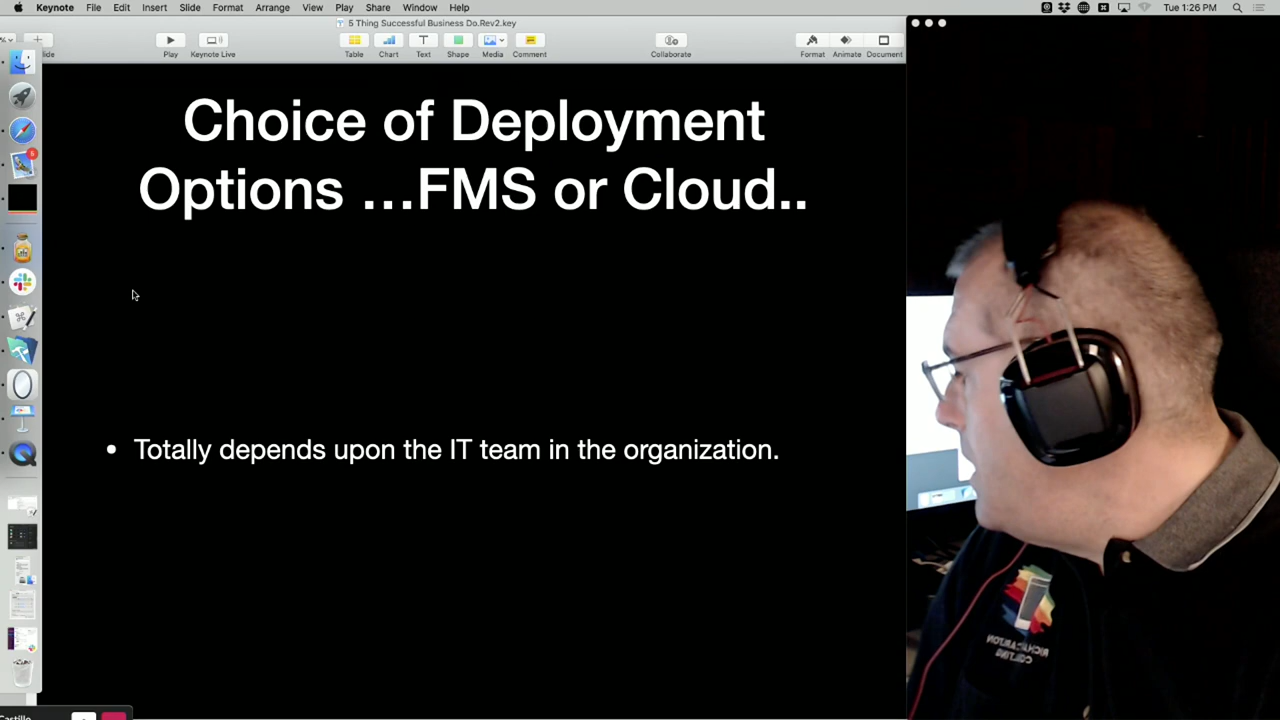 Keynote File Edit Insert Slide Format Arrange View Play Share Window Help Tue 1:26 PM
5 Thing Successful Business Do.Rev2.key
Play Keynote Live Table Chart Text Shape Media Comment Collaborate Format Animate Document
Choice of Deployment
Options ...FMS or Cloud..
• Totally depends upon the IT team in the organization.
Castillo